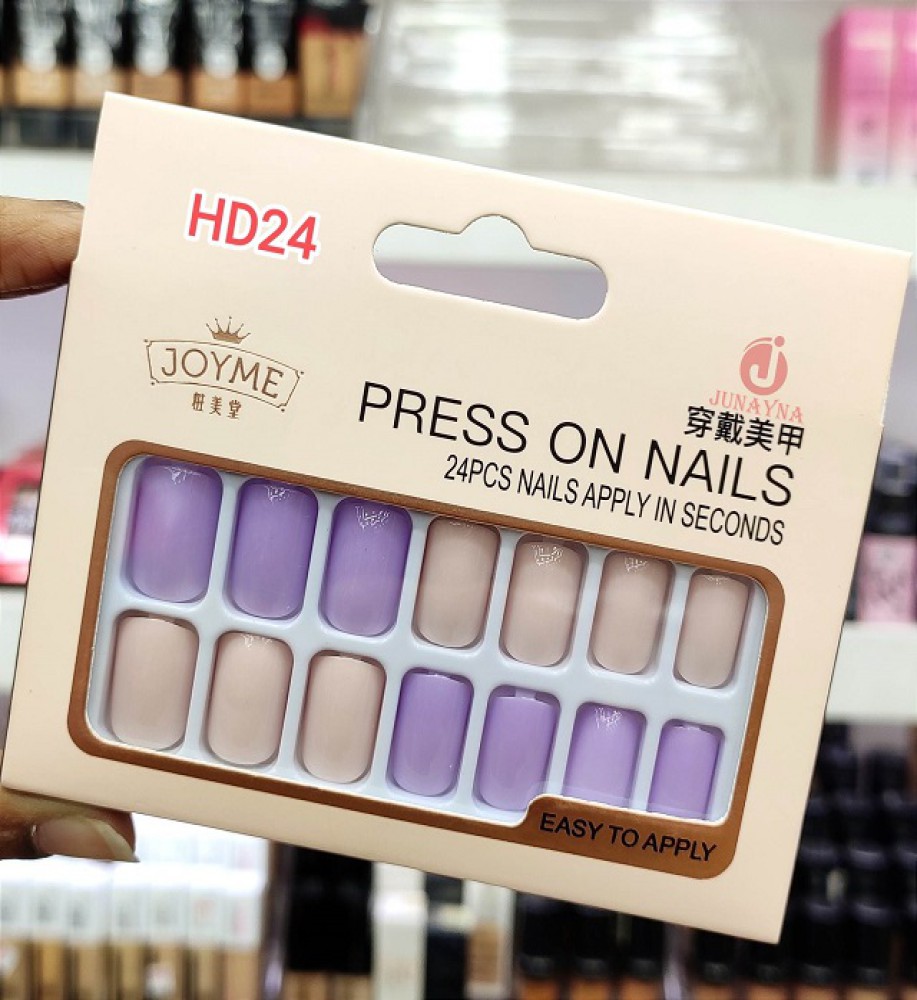 HD24
JOYME
粧美堂
JUNAYNA
穿戴美甲
PRESS ON NAILS
24PCS NAILS APPLY IN SECONDS
EASY TO APPLY